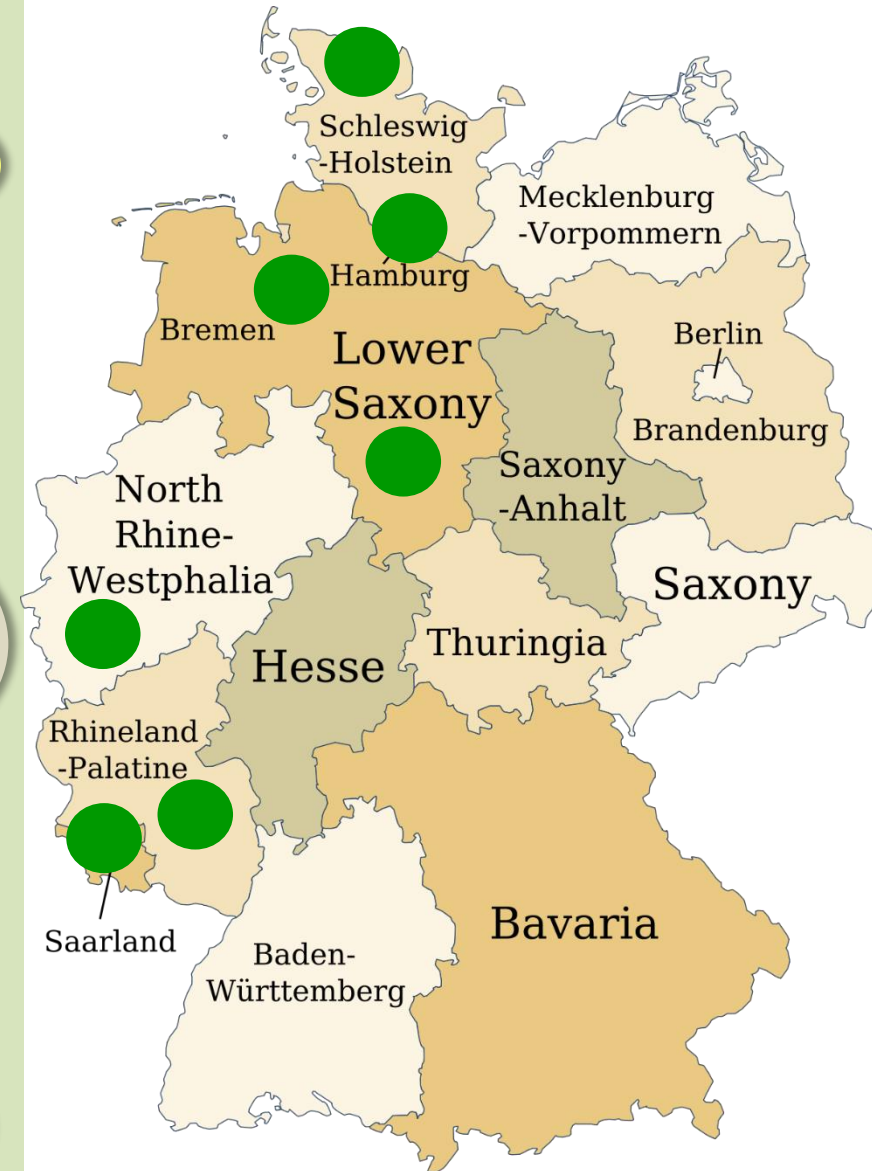 Schleswig
-Holstein
Mecklenburg
-Vorpommern
Hamburg
Bremen
Lower
Saxony
Berlin
Brandenburg
Saxony
-Anhalt
North
Rhine-
Westphalia
Saxony
Thuringia
Hesse
Rhineland
-Palatine
Saarland
Bavaria
Baden-
Württemberg